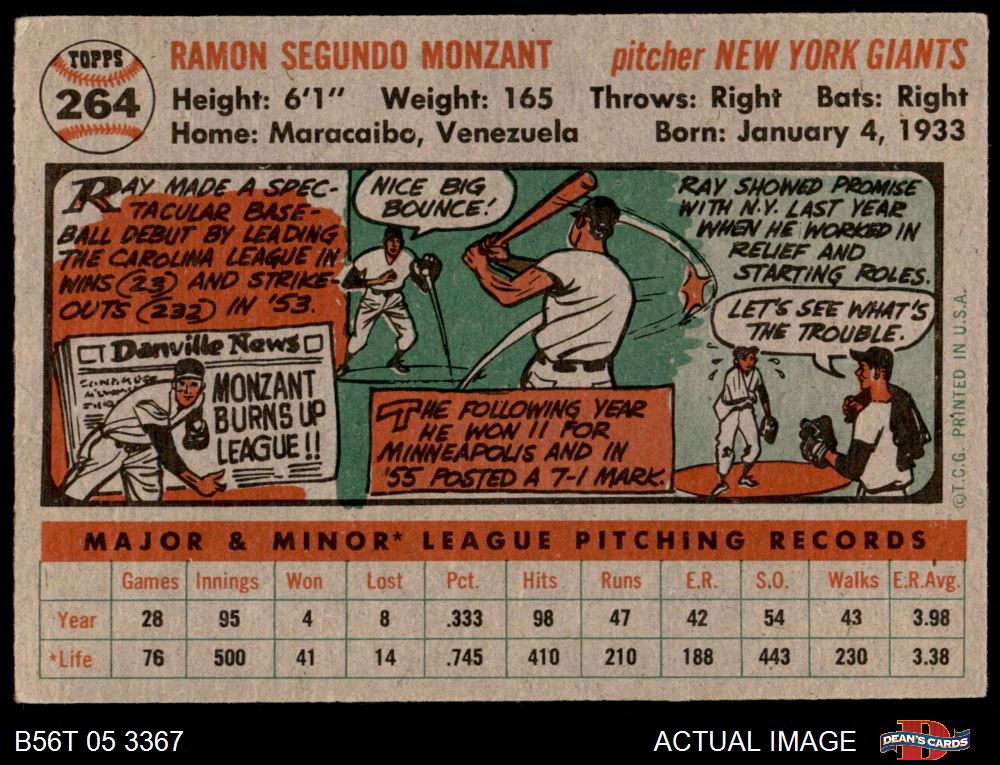 TOPPS
264
RAMON SEGUNDO MONZANT
pitcher NEW YORK GIANTS
Height: 6'1" Weight: 165 Throws: Right Bats: Right
Home: Maracaibo, Venezuela Born: January 4, 1933
RAY MADE A SPEC-
TACULAR BASE-
BALL DEBUT BY LEADING
THE CAROLINA LEAGUE IN
WINS (23) AND STRIKE-
OUTS (232) IN '53.
Danville News
MONZANT
BURNS UP
LEAGUE!!
NICE BIG
BOUNCE!
THE FOLLOWING YEAR
HE WON 11 FOR
MINNEAPOLIS AND IN
'55 POSTED A 7-1 MARK.
RAY SHOWED PROMISE
WITH N.Y. LAST YEAR
WHEN HE WORKED IN
RELIEF AND
STARTING ROLES.
LET'S SEE WHAT'S
THE TROUBLE.
©T.C.G. PRINTED IN U.S.A.
MAJOR & MINOR* LEAGUE PITCHING RECORDS
Games Innings Won Lost Pct. Hits Runs E.R. S.O. Walks E.R.Avg.
Year 28 95 4 8 .333 98 47 42 54 43 3.98
*Life 76 500 41 14 .745 410 210 188 443 230 3.38
B56T 05 3367
ACTUAL IMAGE
DEAN'S CARDS